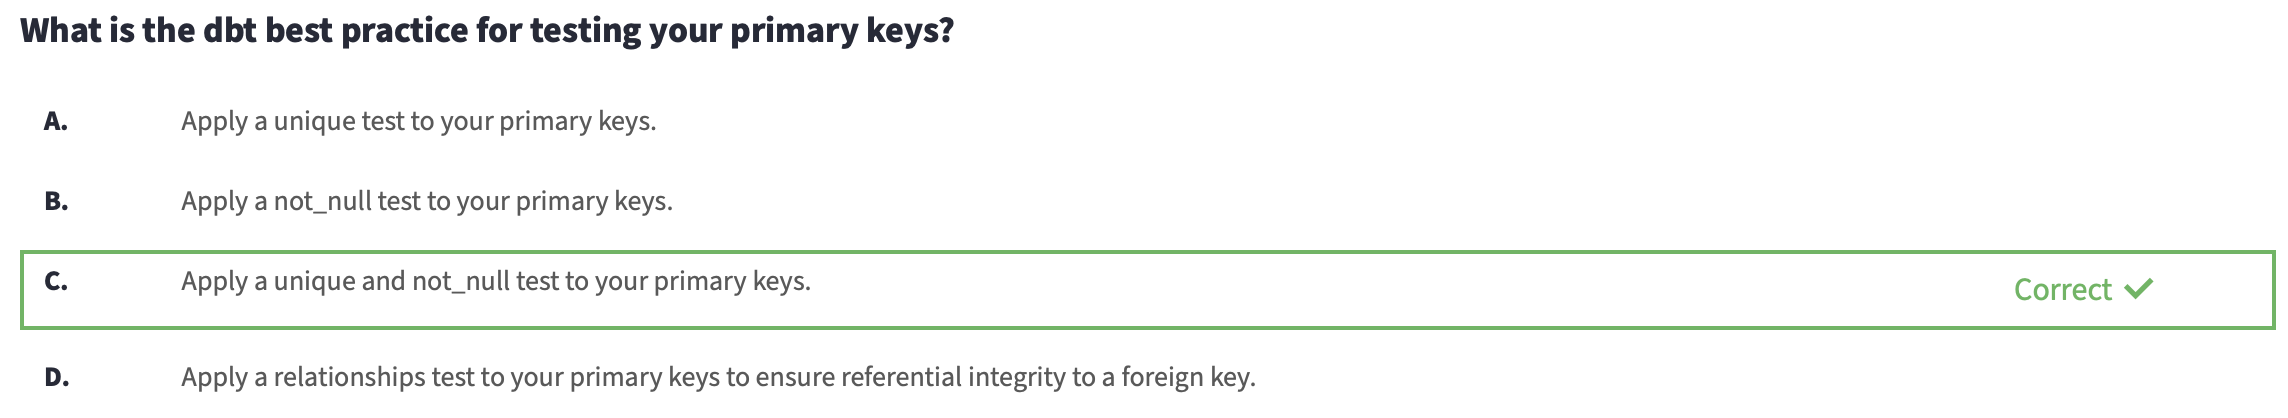 What is the dbt best practice for testing your primary keys?
A. Apply a unique test to your primary keys.
B. Apply a not_null test to your primary keys.
C. Apply a unique and not_null test to your primary keys. Correct ✓
D. Apply a relationships test to your primary keys to ensure referential integrity to a foreign key.